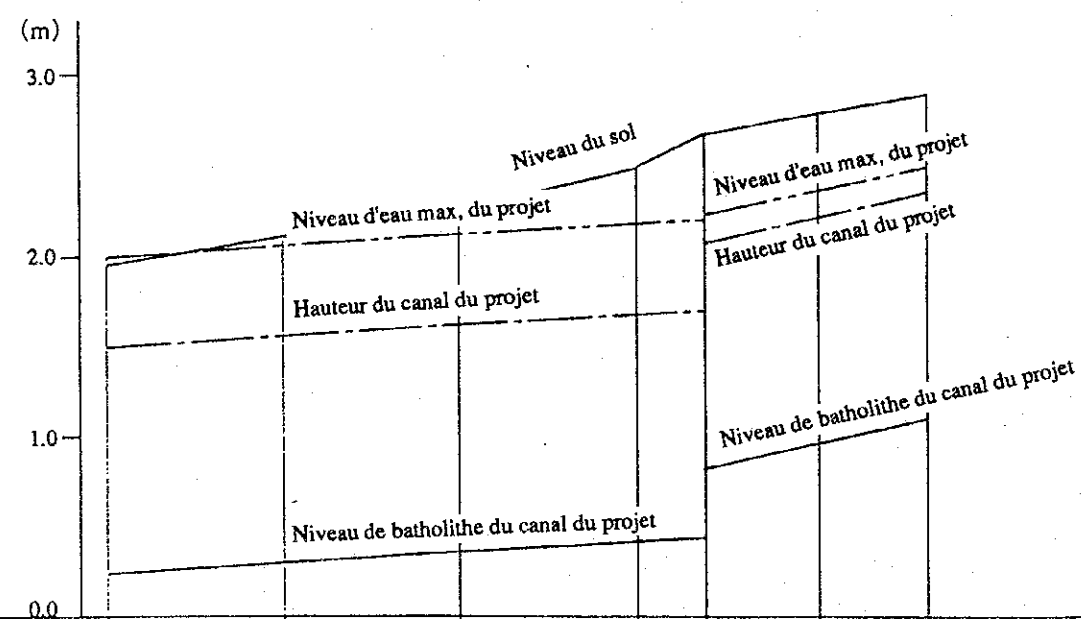 (m)
3.0
Niveau du sol
Niveau d'eau max, du projet
Niveau d'eau max, du projet
2.0
Hauteur du canal du projet
Hauteur du canal du projet
1.0
Niveau de batholithe du canal du projet
Niveau de batholithe du canal du projet
0.0